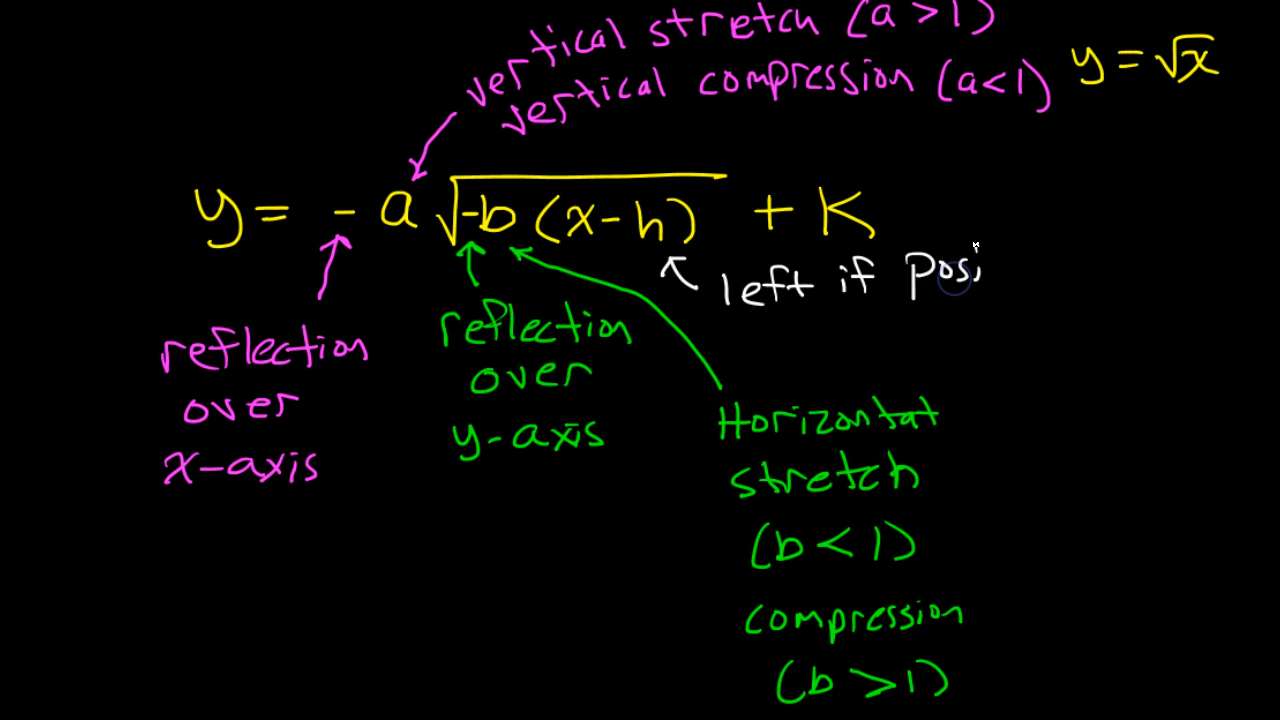 vertical stretch (a > 1)
vertical compression (a < 1)
y = √x
y = - a √-b (x - h) + K
left if Posi
reflection
over
x-axis
reflection
over
y-axis
Horizontal
stretch
(b < 1)
compression
(b > 1)